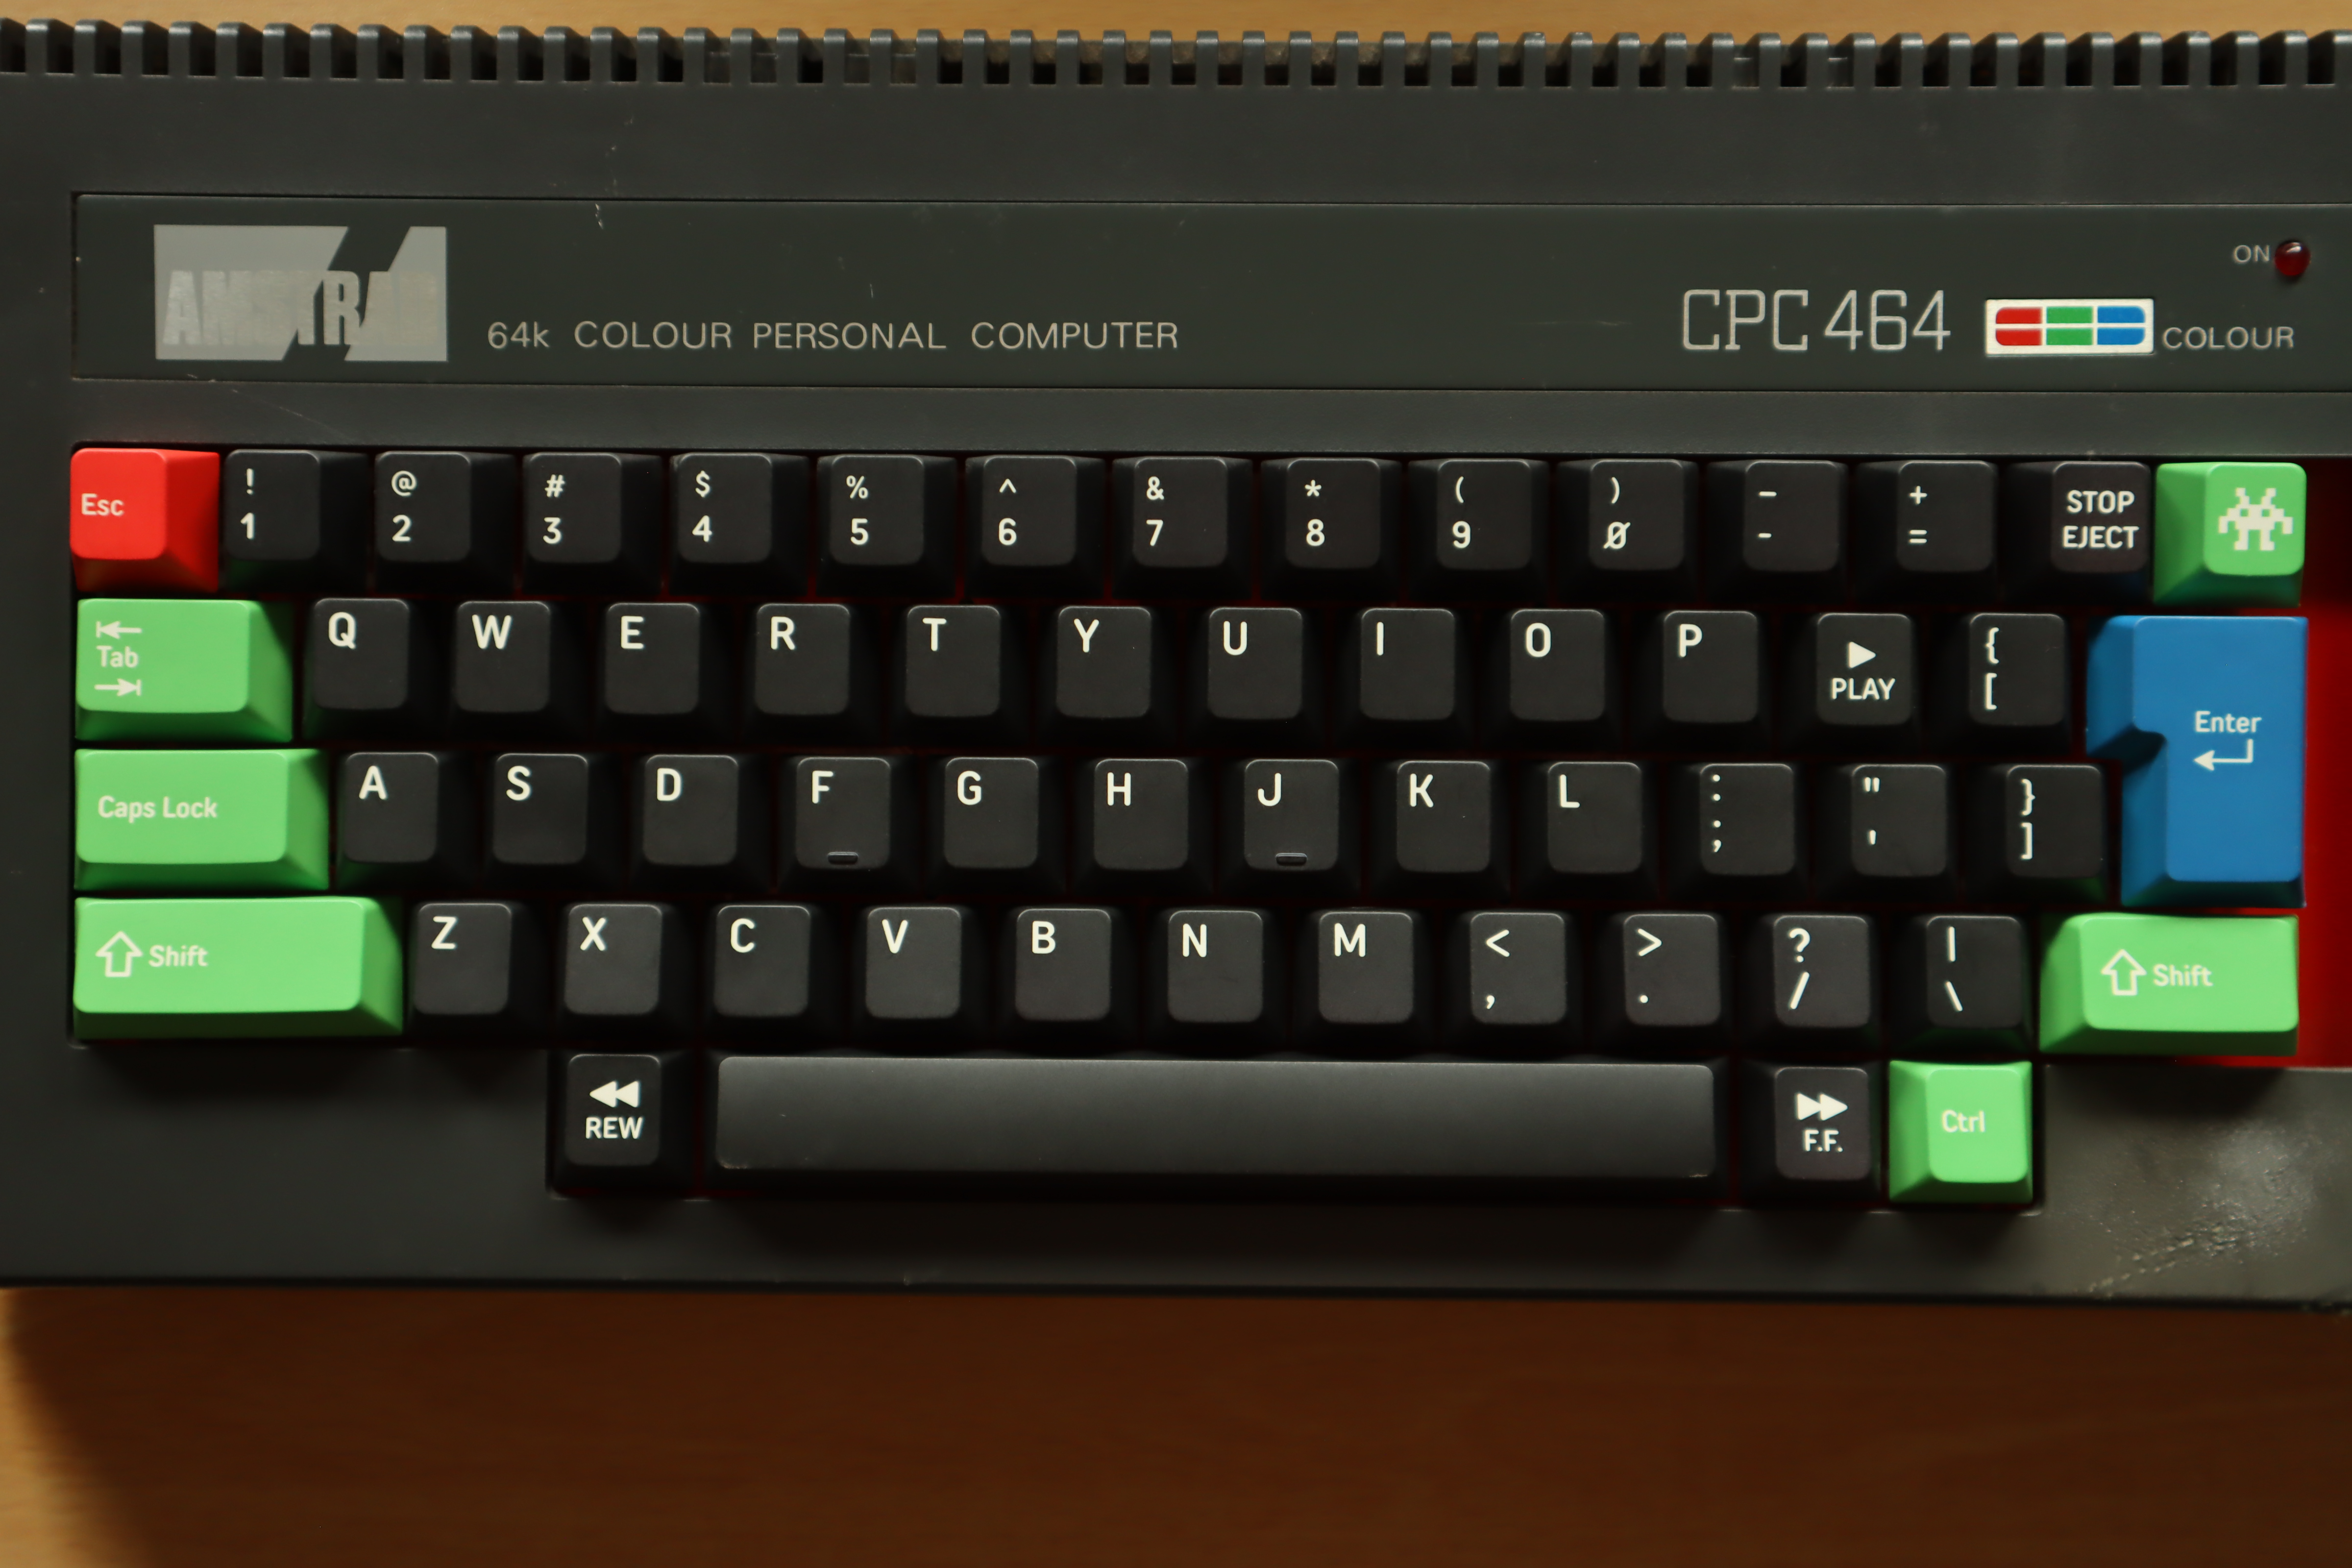 AMSTRAD
64k COLOUR PERSONAL COMPUTER
CPC 464
COLOUR
ON
Esc ! 1 @ 2 # 3 $ 4 % 5 ^ 6 & 7 * 8 ( 9 ) 0 _ - + = STOP EJECT
Tab Q W E R T Y U I O P PLAY { [ Enter
Caps Lock A S D F G H J K L : ; " ' } ]
Shift Z X C V B N M < , > . ? / | \ Shift
REW F.F. Ctrl